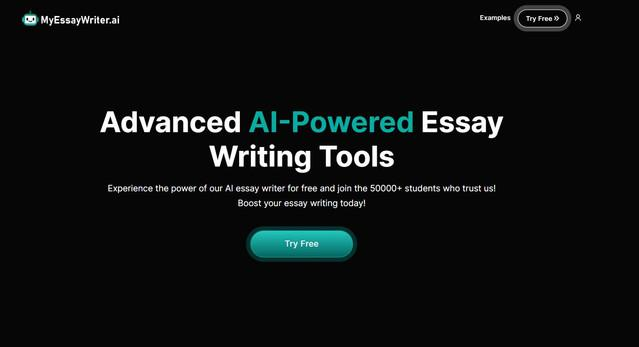 MyEssayWriter.ai
Examples
Try Free
Advanced AI-Powered Essay
Writing Tools
Experience the power of our AI essay writer for free and join the 50000+ students who trust us!
Boost your essay writing today!
Try Free